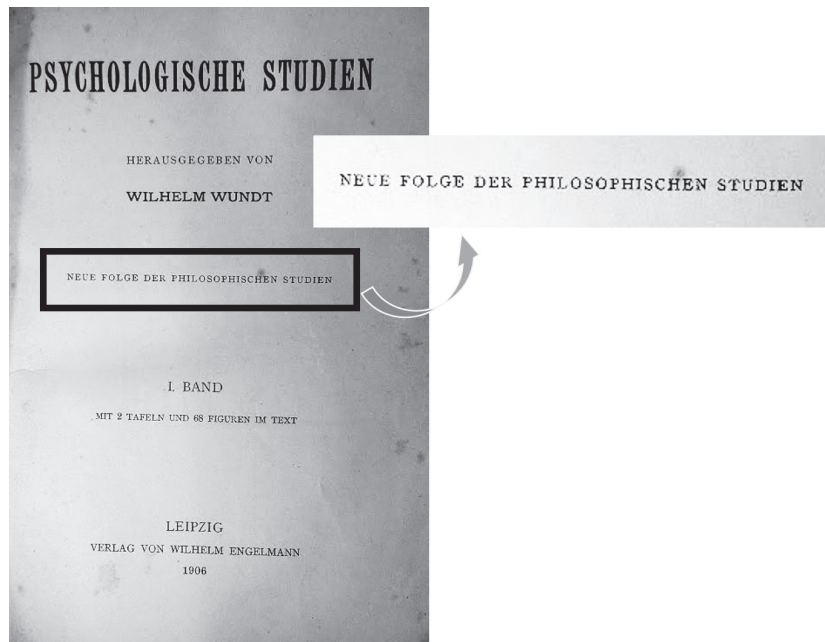 PSYCHOLOGISCHE STUDIEN
HERAUSGEGEBEN VON
WILHELM WUNDT
NEUE FOLGE DER PHILOSOPHISCHEN STUDIEN
NEUE FOLGE DER PHILOSOPHISCHEN STUDIEN
I. BAND
MIT 2 TAFELN UND 68 FIGUREN IM TEXT
LEIPZIG
VERLAG VON WILHELM ENGELMANN
1906